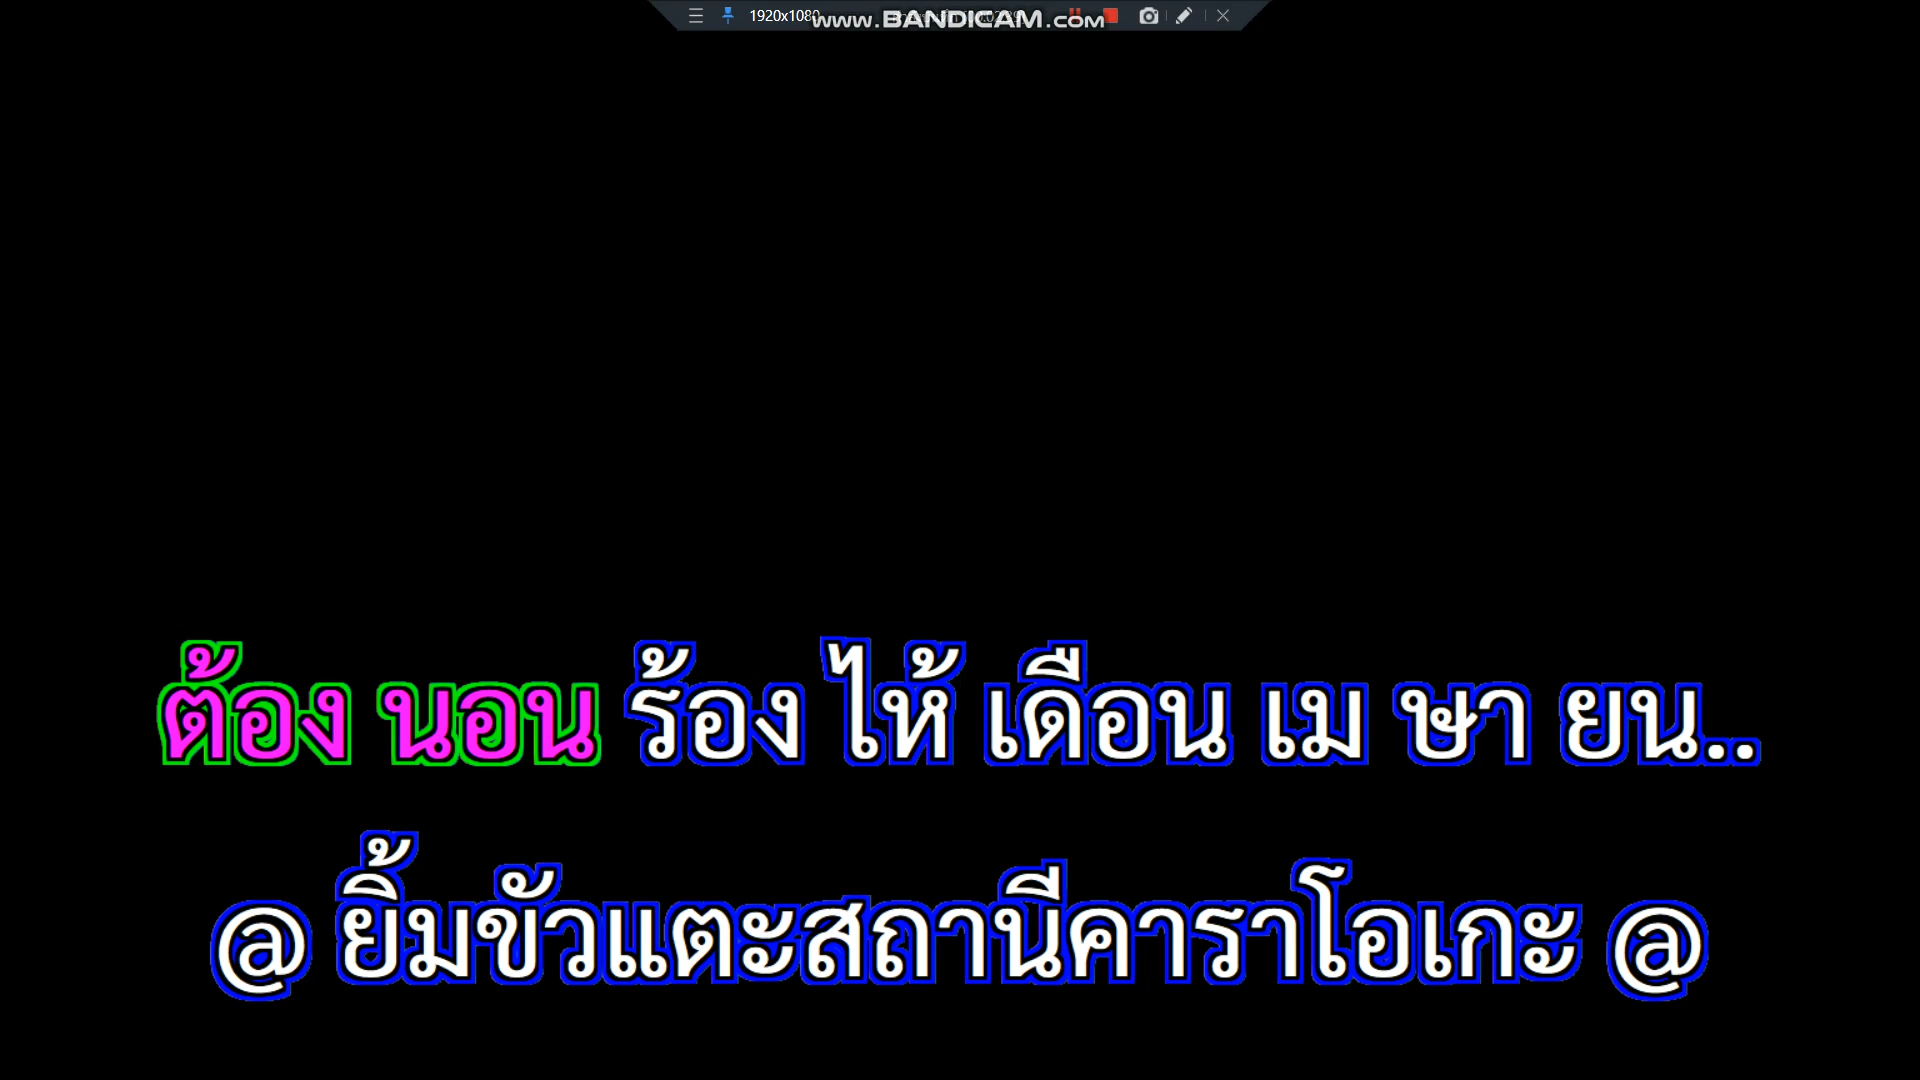 1920x1080
www.BANDICAM.com
ต้อง นอน ร้อง ไห้ เดือน เม ษา ยน..
@ ยิ้มขัวแตะสถานีคาราโอเกะ @